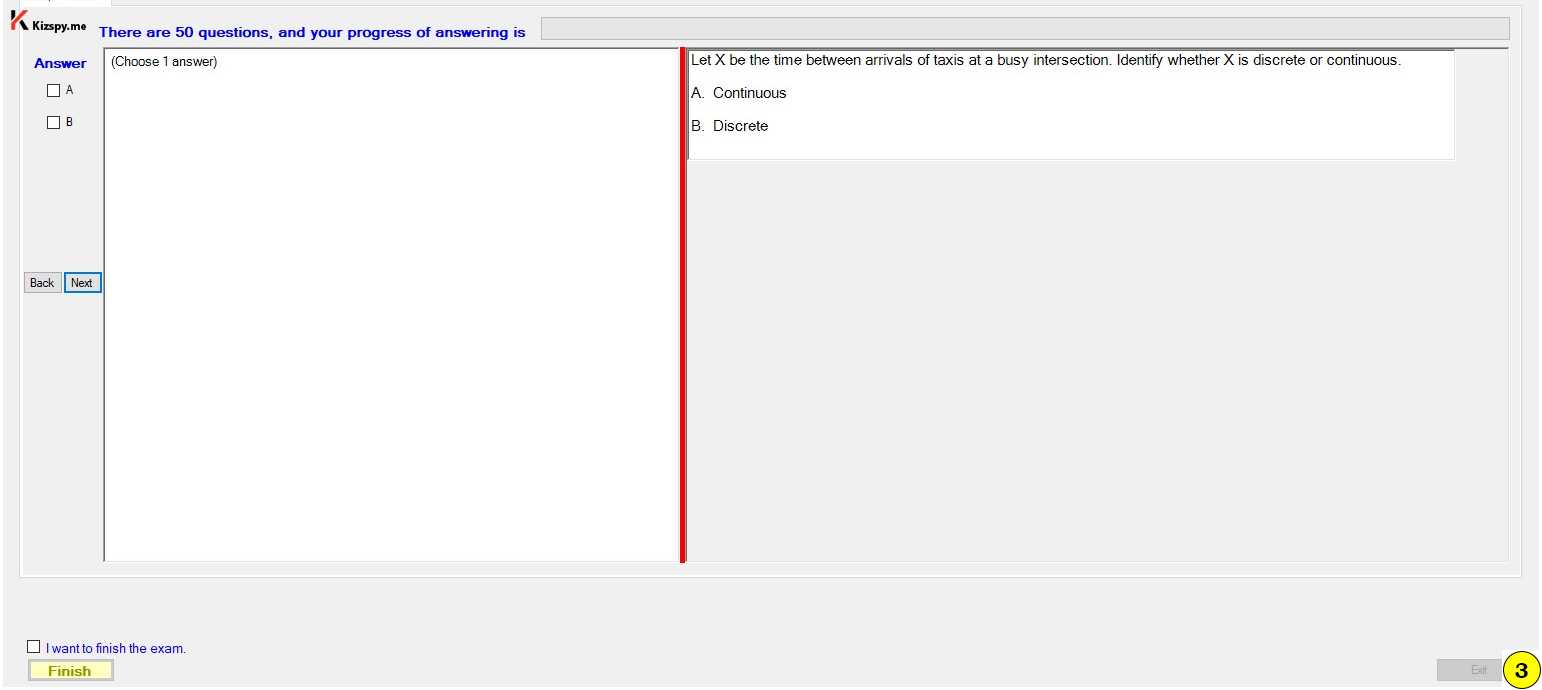 Kizspy.me
There are 50 questions, and your progress of answering is
Answer
(Choose 1 answer)
A
B
Let X be the time between arrivals of taxis at a busy intersection. Identify whether X is discrete or continuous.
A. Continuous
B. Discrete
Back
Next
I want to finish the exam.
Finish
Exit
3